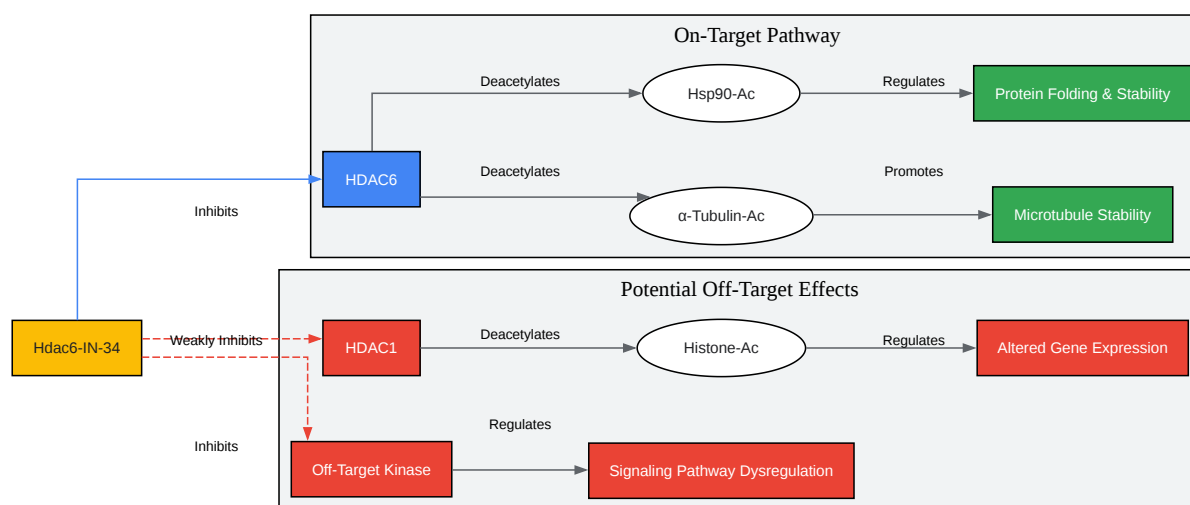 On-Target Pathway
Deacetylates
Hsp90-Ac
Regulates
Protein Folding & Stability
HDAC6
Deacetylates
α-Tubulin-Ac
Promotes
Microtubule Stability
Inhibits
Potential Off-Target Effects
Hdac6-IN-34
Weakly Inhibits
HDAC1
Deacetylates
Histone-Ac
Regulates
Altered Gene Expression
Inhibits
Off-Target Kinase
Regulates
Signaling Pathway Dysregulation